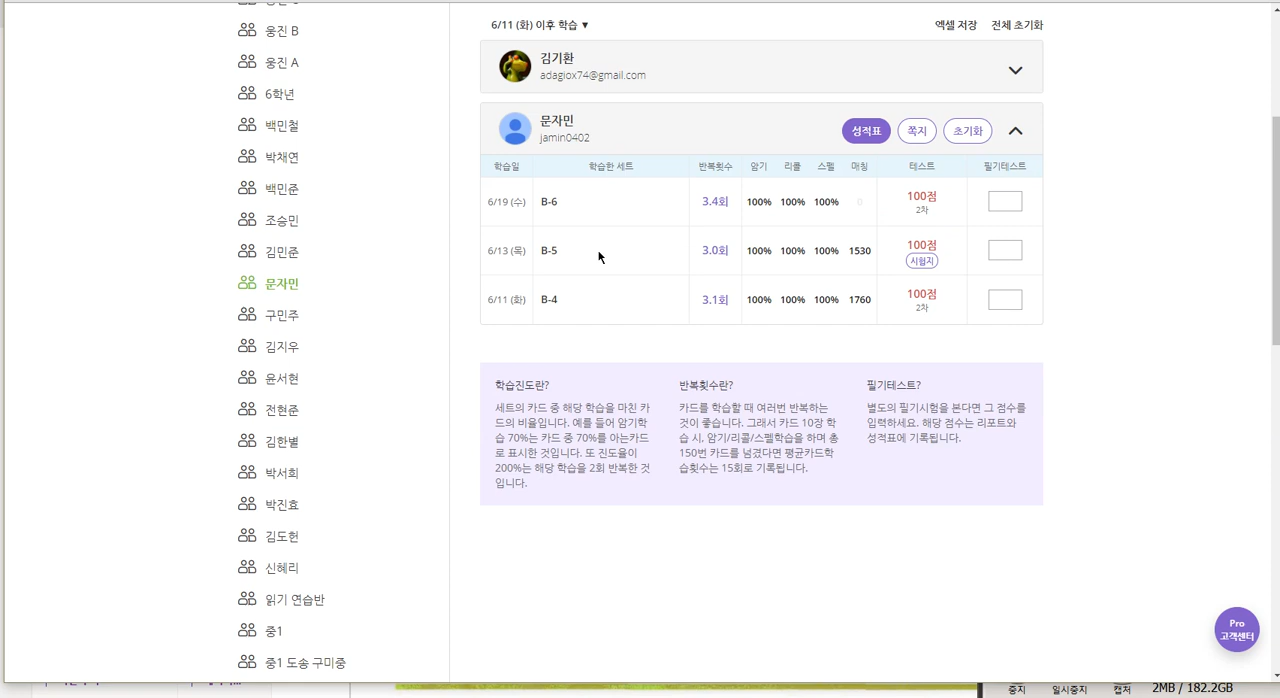 웅진 B
웅진 A
6학년
백민철
박채연
백민준
조승민
김민준
문자민
구민주
김지우
윤서현
전현준
김한별
박서희
박진효
김도헌
신혜리
읽기 연습반
중1
중1 도송 구미중
6/11 (화) 이후 학습 ▼
엑셀 저장 전체 초기화
김기환
adagiox74@gmail.com
문자민
jamin0402
성적표 쪽지 초기화
학습일 학습한 세트 반복횟수 암기 리콜 스펠 매칭 테스트 필기테스트
6/19 (수) B-6 3.4회 100% 100% 100% 0 100점
2차
6/13 (목) B-5 3.0회 100% 100% 100% 1530 100점
시험지
6/11 (화) B-4 3.1회 100% 100% 100% 1760 100점
2차
학습진도란?
세트의 카드 중 해당 학습을 마친 카
드의 비율입니다. 예를 들어 암기학
습 70%는 카드 중 70%를 아는카드
로 표시한 것입니다. 또 진도율이
200%는 해당 학습을 2회 반복한 것
입니다.
반복횟수란?
카드를 학습할 때 여러번 반복하는
것이 좋습니다. 그래서 카드 10장 학
습 시, 암기/리콜/스펠학습을 하며 총
150번 카드를 넘겼다면 평균카드학
습횟수는 15회로 기록됩니다.
필기테스트?
별도의 필기시험을 본다면 그 점수를
입력하세요. 해당 점수는 리포트와
성적표에 기록됩니다.
Pro
고객센터
중지 일시중지 캡처 2MB / 182.2GB